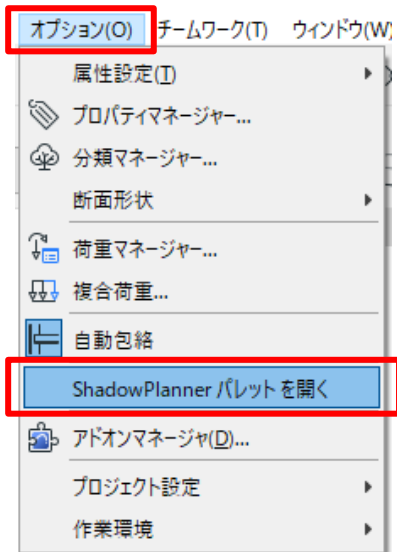 オプション(O) チームワーク(T) ウィンドウ(W)
属性設定(T)
プロパティマネージャー...
分類マネージャー...
断面形状
荷重マネージャー...
複合荷重...
自動包絡
ShadowPlanner パレット を開く
アドオンマネージャ(D)...
プロジェクト設定
作業環境